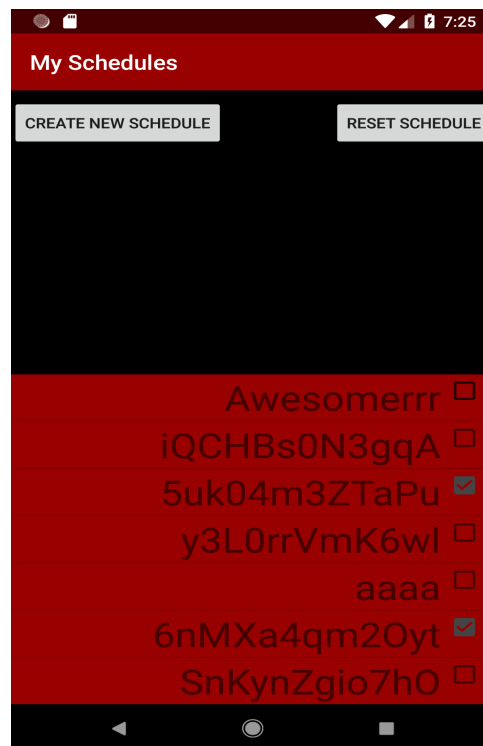 7:25
My Schedules
CREATE NEW SCHEDULE RESET SCHEDULE
Awesomerrr
iQCHBs0N3gqA
5uk04m3ZTaPu
y3L0rrVmK6wl
aaaa
6nMXa4qm2Oyt
SnKynZgio7hO